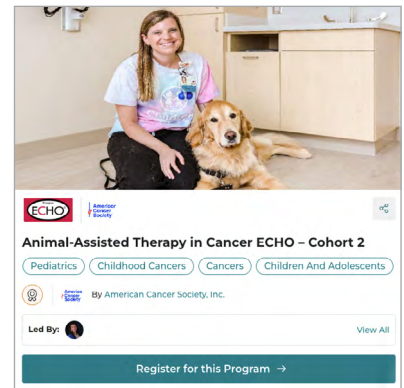 ECHO
American
Cancer
Society
Animal-Assisted Therapy in Cancer ECHO – Cohort 2
Pediatrics
Childhood Cancers
Cancers
Children And Adolescents
American
Cancer
Society
By American Cancer Society, Inc.
Led By:
View All
Register for this Program →